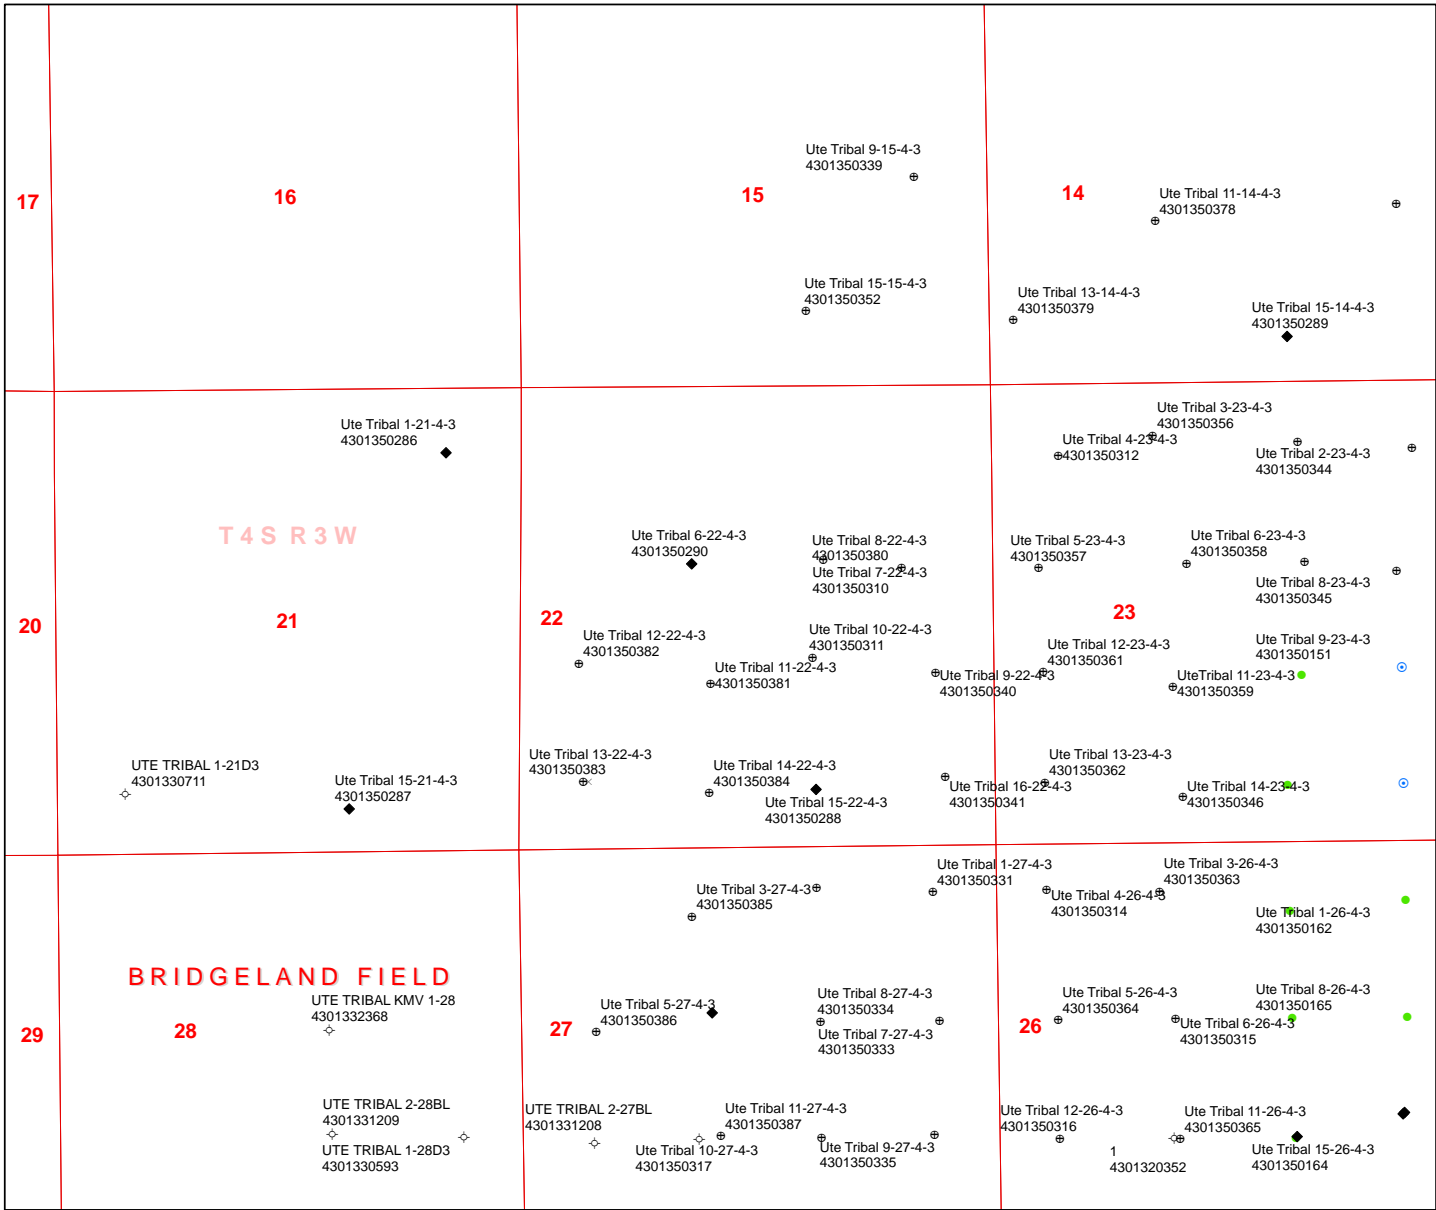 Ute Tribal 9-15-4-3
4301350339
17
16
15
14
Ute Tribal 11-14-4-3
4301350378
Ute Tribal 15-15-4-3
4301350352
Ute Tribal 13-14-4-3
4301350379
Ute Tribal 15-14-4-3
4301350289
Ute Tribal 1-21-4-3
4301350286
Ute Tribal 3-23-4-3
4301350356
Ute Tribal 4-23-4-3
4301350312
Ute Tribal 2-23-4-3
4301350344
T4S R3W
Ute Tribal 6-22-4-3
4301350290
Ute Tribal 8-22-4-3
4301350380
Ute Tribal 7-22-4-3
4301350310
Ute Tribal 5-23-4-3
4301350357
Ute Tribal 6-23-4-3
4301350358
Ute Tribal 8-23-4-3
4301350345
20
21
22
23
Ute Tribal 12-22-4-3
4301350382
Ute Tribal 10-22-4-3
4301350311
Ute Tribal 11-22-4-3
4301350381
Ute Tribal 9-22-4-3
4301350340
Ute Tribal 12-23-4-3
4301350361
UteTribal 11-23-4-3
4301350359
Ute Tribal 9-23-4-3
4301350151
UTE TRIBAL 1-21D3
4301330711
Ute Tribal 15-21-4-3
4301350287
Ute Tribal 13-22-4-3
4301350383
Ute Tribal 14-22-4-3
4301350384
Ute Tribal 15-22-4-3
4301350288
Ute Tribal 16-22-4-3
4301350341
Ute Tribal 13-23-4-3
4301350362
Ute Tribal 14-23-4-3
4301350346
Ute Tribal 3-27-4-3
4301350385
Ute Tribal 1-27-4-3
4301350331
Ute Tribal 4-26-4-3
4301350314
Ute Tribal 3-26-4-3
4301350363
Ute Tribal 1-26-4-3
4301350162
BRIDGELAND FIELD
UTE TRIBAL KMV 1-28
4301332368
Ute Tribal 5-27-4-3
4301350386
Ute Tribal 8-27-4-3
4301350334
Ute Tribal 7-27-4-3
4301350333
Ute Tribal 5-26-4-3
4301350364
Ute Tribal 6-26-4-3
4301350315
Ute Tribal 8-26-4-3
4301350165
29
28
27
26
UTE TRIBAL 2-28BL
4301331209
UTE TRIBAL 1-28D3
4301330593
UTE TRIBAL 2-27BL
4301331208
Ute Tribal 10-27-4-3
4301350317
Ute Tribal 11-27-4-3
4301350387
Ute Tribal 9-27-4-3
4301350335
Ute Tribal 12-26-4-3
4301350316
1
4301320352
Ute Tribal 11-26-4-3
4301350365
Ute Tribal 15-26-4-3
4301350164